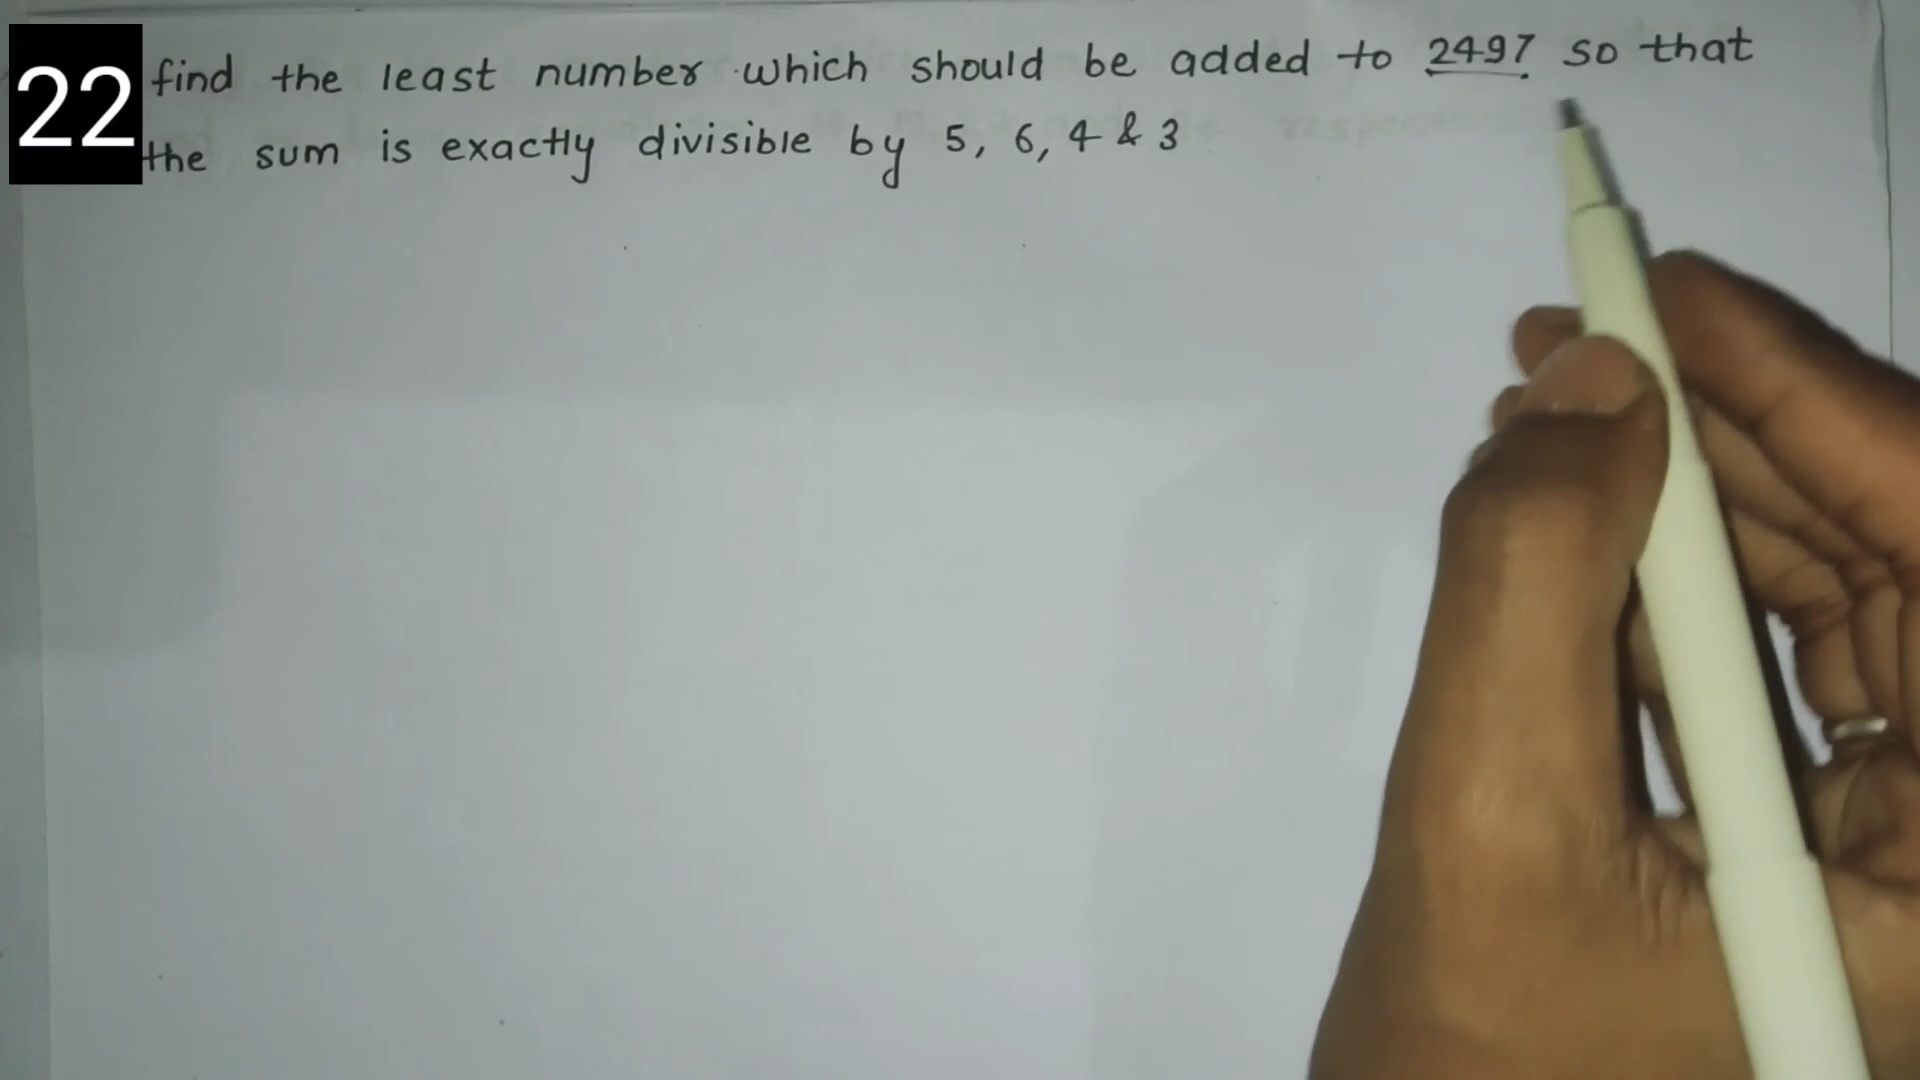 22
find the least number which should be added to 2497 so that
the sum is exactly divisible by 5, 6, 4 & 3